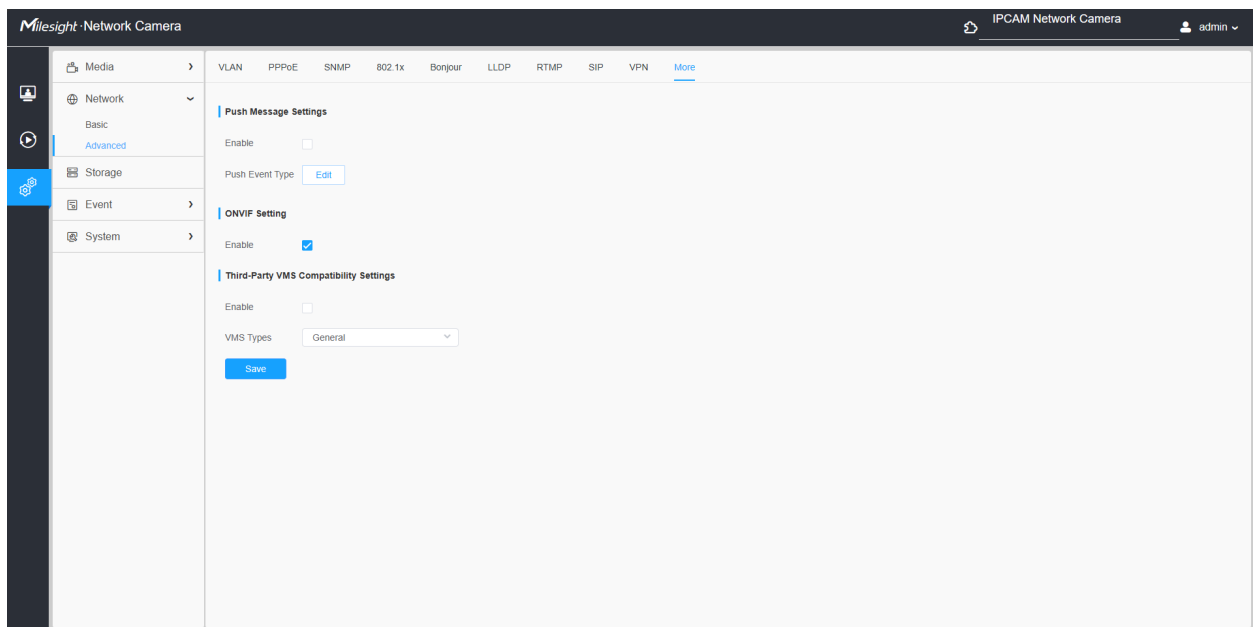 Milesight · Network Camera
IPCAM Network Camera
admin
Media
Network
Basic
Advanced
Storage
Event
System
VLAN PPPoE SNMP 802.1x Bonjour LLDP RTMP SIP VPN More
Push Message Settings
Enable
Push Event Type Edit
ONVIF Setting
Enable
Third-Party VMS Compatibility Settings
Enable
VMS Types General
Save